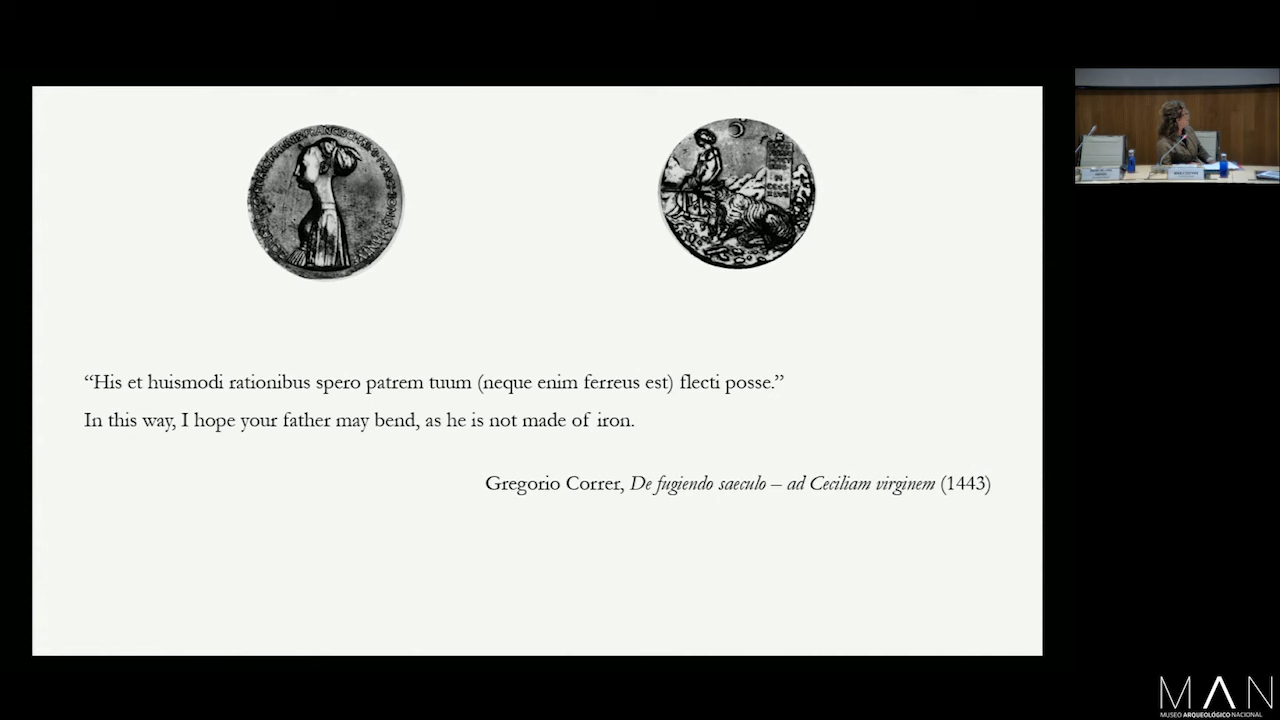 “His et huismodi rationibus spero patrem tuum (neque enim ferreus est) flecti posse.”
In this way, I hope your father may bend, as he is not made of iron.
Gregorio Correr, De fugiendo saeculo – ad Ceciliam virginem (1443)
MAN
MUSEO ARQUEOLÓGICO NACIONAL